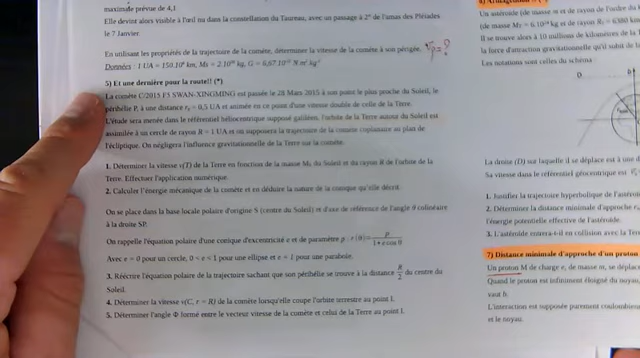 maximale prévue de 4,1
Elle devint alors visible à l'œil nu dans la constellation du Taureau, avec un passage à 2° de l'amas des Pléiades
le 7 Janvier.
En utilisant les propriétés de la trajectoire de la comète, déterminer la vitesse de la comète à son périgée. Vp = ?
Données : 1 UA = 150.10⁶ km, Ms = 2.10³⁰ kg, G = 6,67.10⁻¹¹ N.m².kg⁻²
5) Et une dernière pour la route!! (*)
La comète C/2015 F5 SWAN-XINGMING est passée le 28 Mars 2015 à son point le plus proche du Soleil, le
périhélie P, à une distance = 0,5 UA et animée en ce point d'une vitesse double de celle de la Terre.
L'étude sera menée dans le référentiel héliocentrique supposé galiléen, l'orbite de la Terre autour du Soleil est
assimilée à un cercle de rayon R = 1 UA et on supposera la trajectoire de la comète coplanaire au plan de
l'écliptique. On négligera l'influence gravitationnelle de la Terre sur la comète.
1. Déterminer la vitesse v(T) de la Terre en fonction de la masse Ms du Soleil et du rayon R de l'orbite de la
Terre. Effectuer l'application numérique.
2. Calculer l'énergie mécanique de la comète et en déduire la nature de la conique qu'elle décrit.
On se place dans la base locale polaire d'origine S (centre du Soleil) et d'axe de référence de l'angle θ colinéaire
à la droite SP.
On rappelle l'équation polaire d'une conique d'excentricité e et de paramètre p : r(θ) = p / (1 + e cos θ)
Avec e = 0 pour un cercle, 0 < e < 1 pour une ellipse et e = 1 pour une parabole.
3. Réécrire l'équation polaire de la trajectoire sachant que son périhélie se trouve à la distance R/2 du centre du
Soleil.
4. Déterminer la vitesse v(C, r = R) de la comète lorsqu'elle coupe l'orbite terrestre au point I.
5. Déterminer l'angle Φ formé entre le vecteur vitesse de la comète et celui de la Terre au point I.
Un astéroïde (de masse m et de rayon de l'ordre du
(de masse = 6.10²⁴ kg et de rayon = 6380 km
Il se trouve alors à 10 millions de kilomètres de la T
la force d'attraction gravitationnelle qu'il subit de la
Les notations sont celles du schéma :
D
La droite (D) sur laquelle il se déplace est à une d
Sa vitesse dans le référentiel géocentrique est
1. Justifier la trajectoire hyperbolique de l'astéroï
2. Déterminer la distance minimale d'approche
l'énergie potentielle effective de l'astéroïde.
3. L'astéroïde rentrera-t-il en collision avec la Terr
7) Distance minimale d'approche d'un proton
Un proton M de charge e, de masse m, se déplace
Quand le proton est infiniment éloigné du noyau,
vaut b.
L'interaction est supposée purement coulombien
et le noyau.